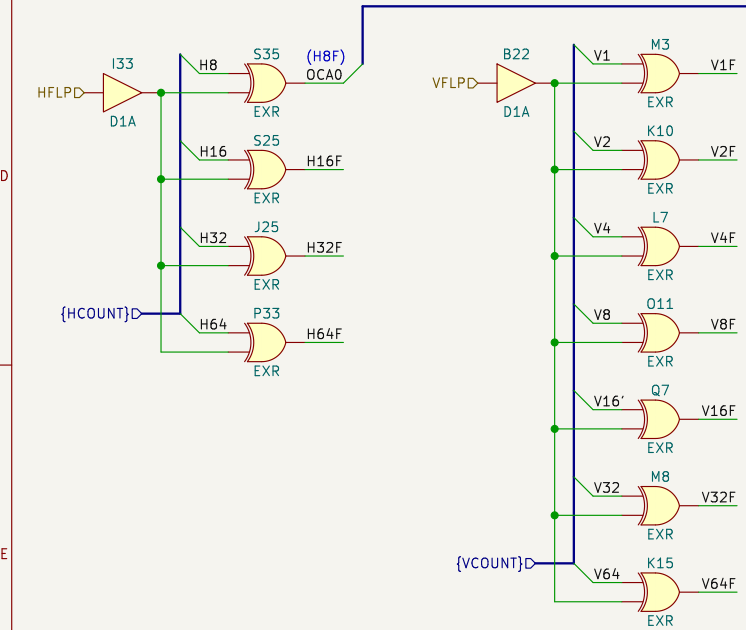 I33
HFLP
D1A
H8
S35
EXR
(H8F)
OCA0
H16
S25
EXR
H16F
H32
J25
EXR
H32F
{HCOUNT}
H64
P33
EXR
H64F
B22
VFLP
D1A
V1
M3
EXR
V1F
V2
K10
EXR
V2F
V4
L7
EXR
V4F
V8
O11
EXR
V8F
V16'
Q7
EXR
V16F
V32
M8
EXR
V32F
{VCOUNT}
V64
K15
EXR
V64F
D
E